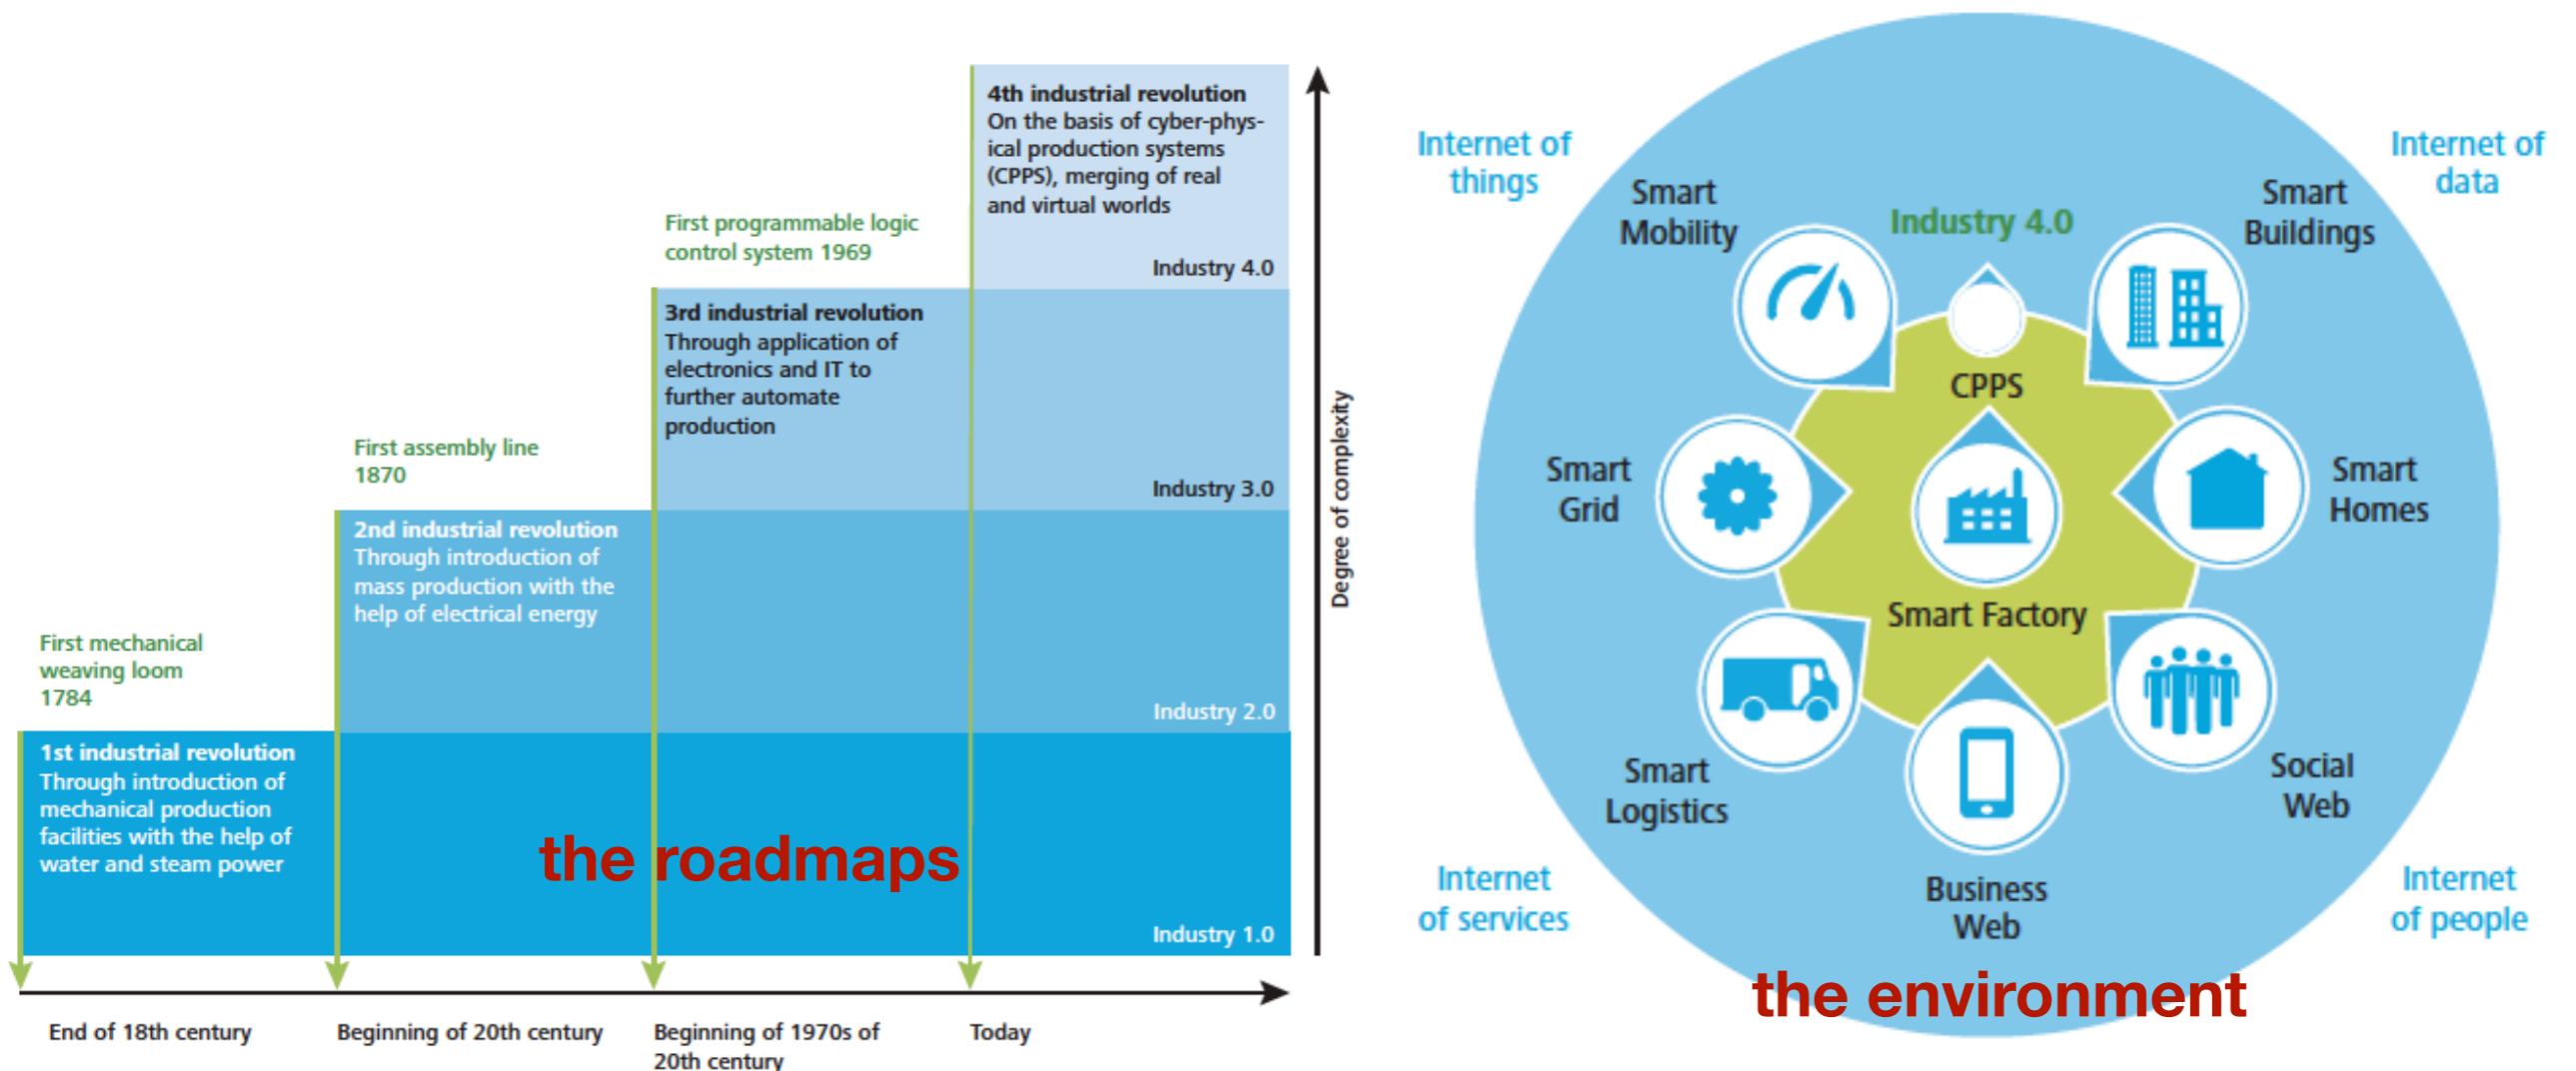 4th industrial revolution
On the basis of cyber-phys-
ical production systems
(CPPS), merging of real
and virtual worlds
Industry 4.0
First programmable logic
control system 1969
3rd industrial revolution
Through application of
electronics and IT to
further automate
production
Industry 3.0
First assembly line
1870
2nd industrial revolution
Through introduction of
mass production with the
help of electrical energy
Industry 2.0
First mechanical
weaving loom
1784
1st industrial revolution
Through introduction of
mechanical production
facilities with the help of
water and steam power
Industry 1.0
the roadmaps
Degree of complexity
End of 18th century
Beginning of 20th century
Beginning of 1970s of
20th century
Today
Internet of
things
Internet of
data
Smart
Mobility
Industry 4.0
Smart
Buildings
CPPS
Smart
Grid
Smart
Homes
Smart Factory
Smart
Logistics
Social
Web
Business
Web
Internet
of services
Internet
of people
the environment